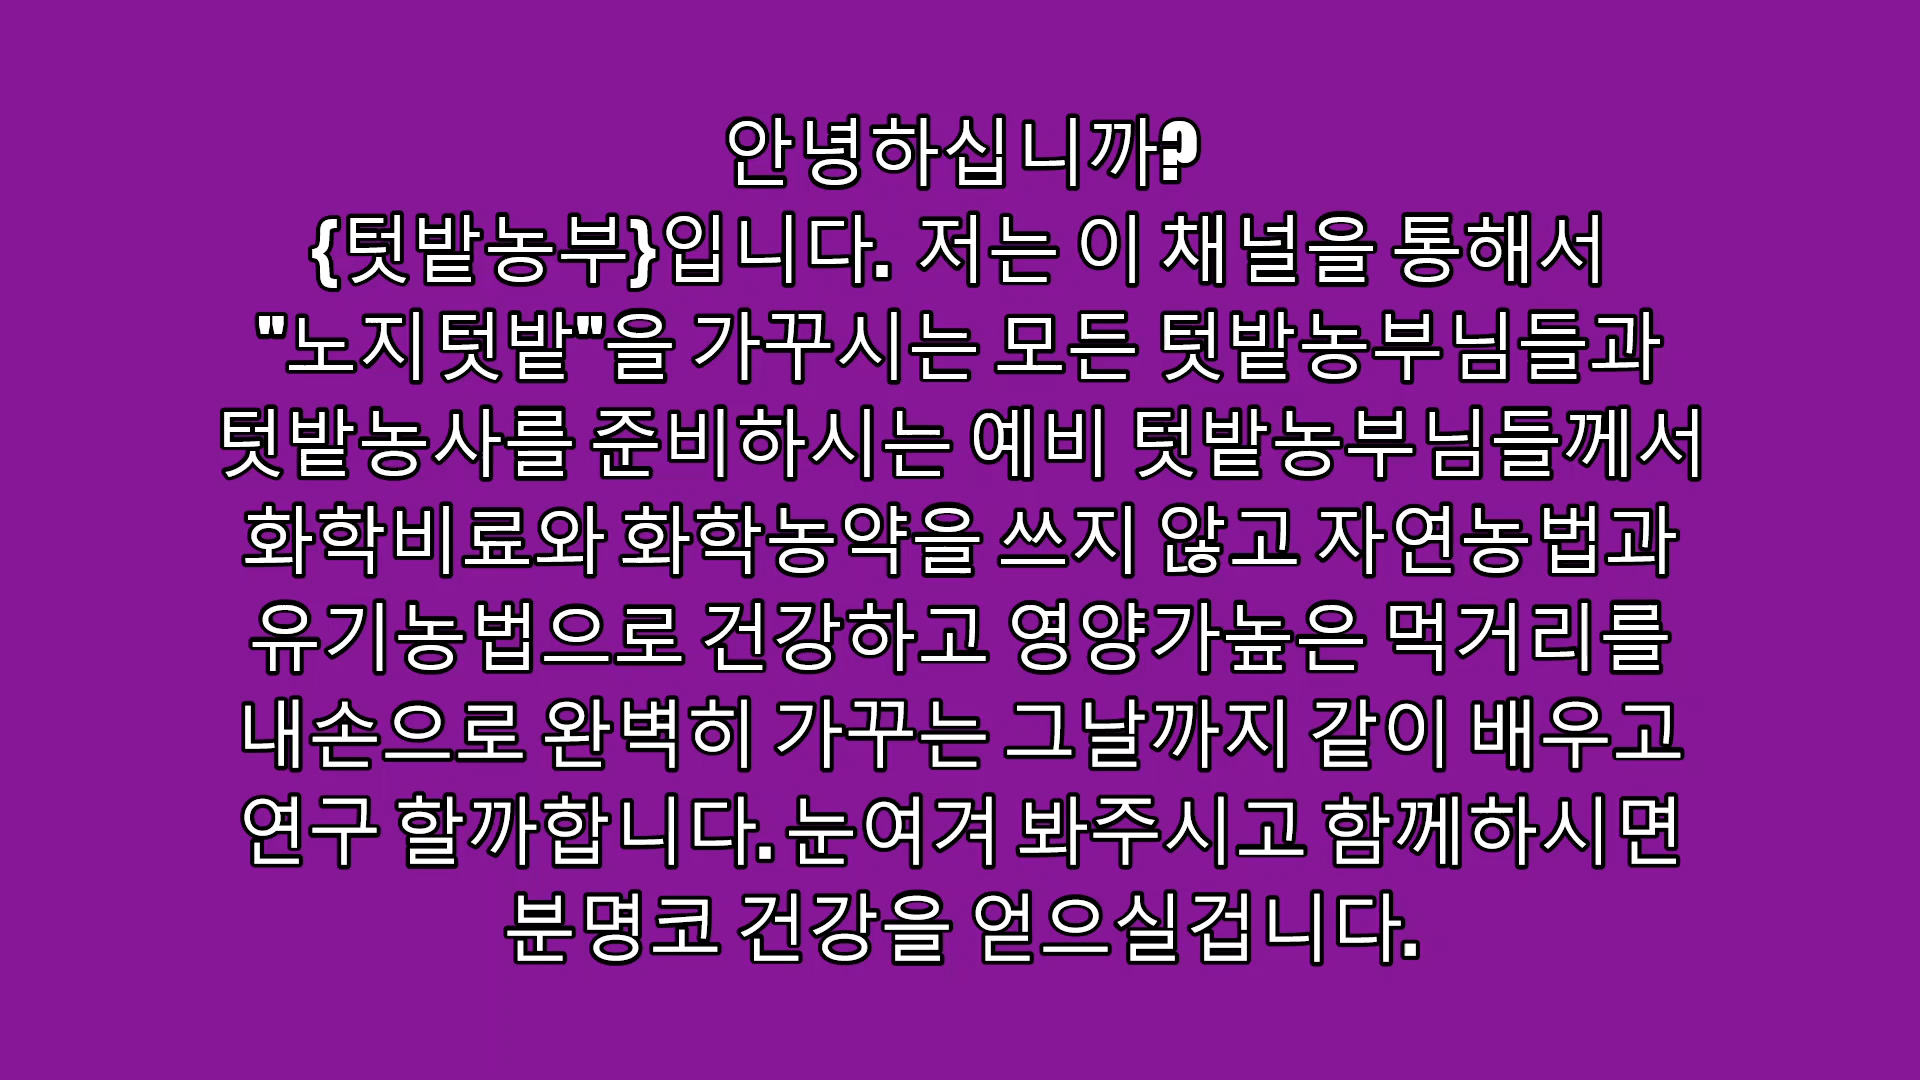 안녕하십니까?
{텃밭농부}입니다. 저는 이 채널을 통해서
"노지텃밭"을 가꾸시는 모든 텃밭농부님들과
텃밭농사를 준비하시는 예비 텃밭농부님들께서
화학비료와 화학농약을 쓰지 않고 자연농법과
유기농법으로 건강하고 영양가높은 먹거리를
내손으로 완벽히 가꾸는 그날까지 같이 배우고
연구 할까합니다. 눈여겨 봐주시고 함께하시면
분명코 건강을 얻으실겁니다.